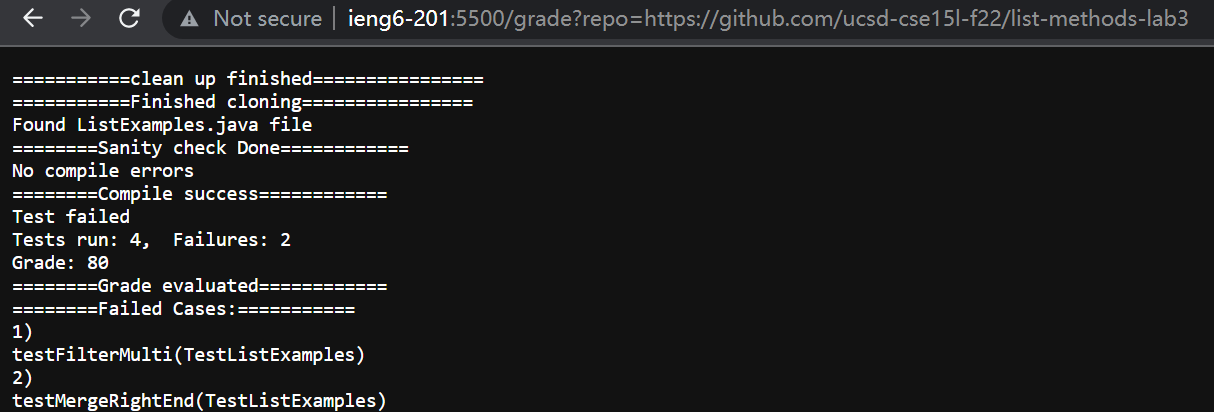 Not secure | ieng6-201:5500/grade?repo=https://github.com/ucsd-cse15l-f22/list-methods-lab3
===========clean up finished================
===========Finished cloning================
Found ListExamples.java file
========Sanity check Done============
No compile errors
========Compile success============
Test failed
Tests run: 4,  Failures: 2
Grade: 80
========Grade evaluated============
========Failed Cases:===========
1)
testFilterMulti(TestListExamples)
2)
testMergeRightEnd(TestListExamples)